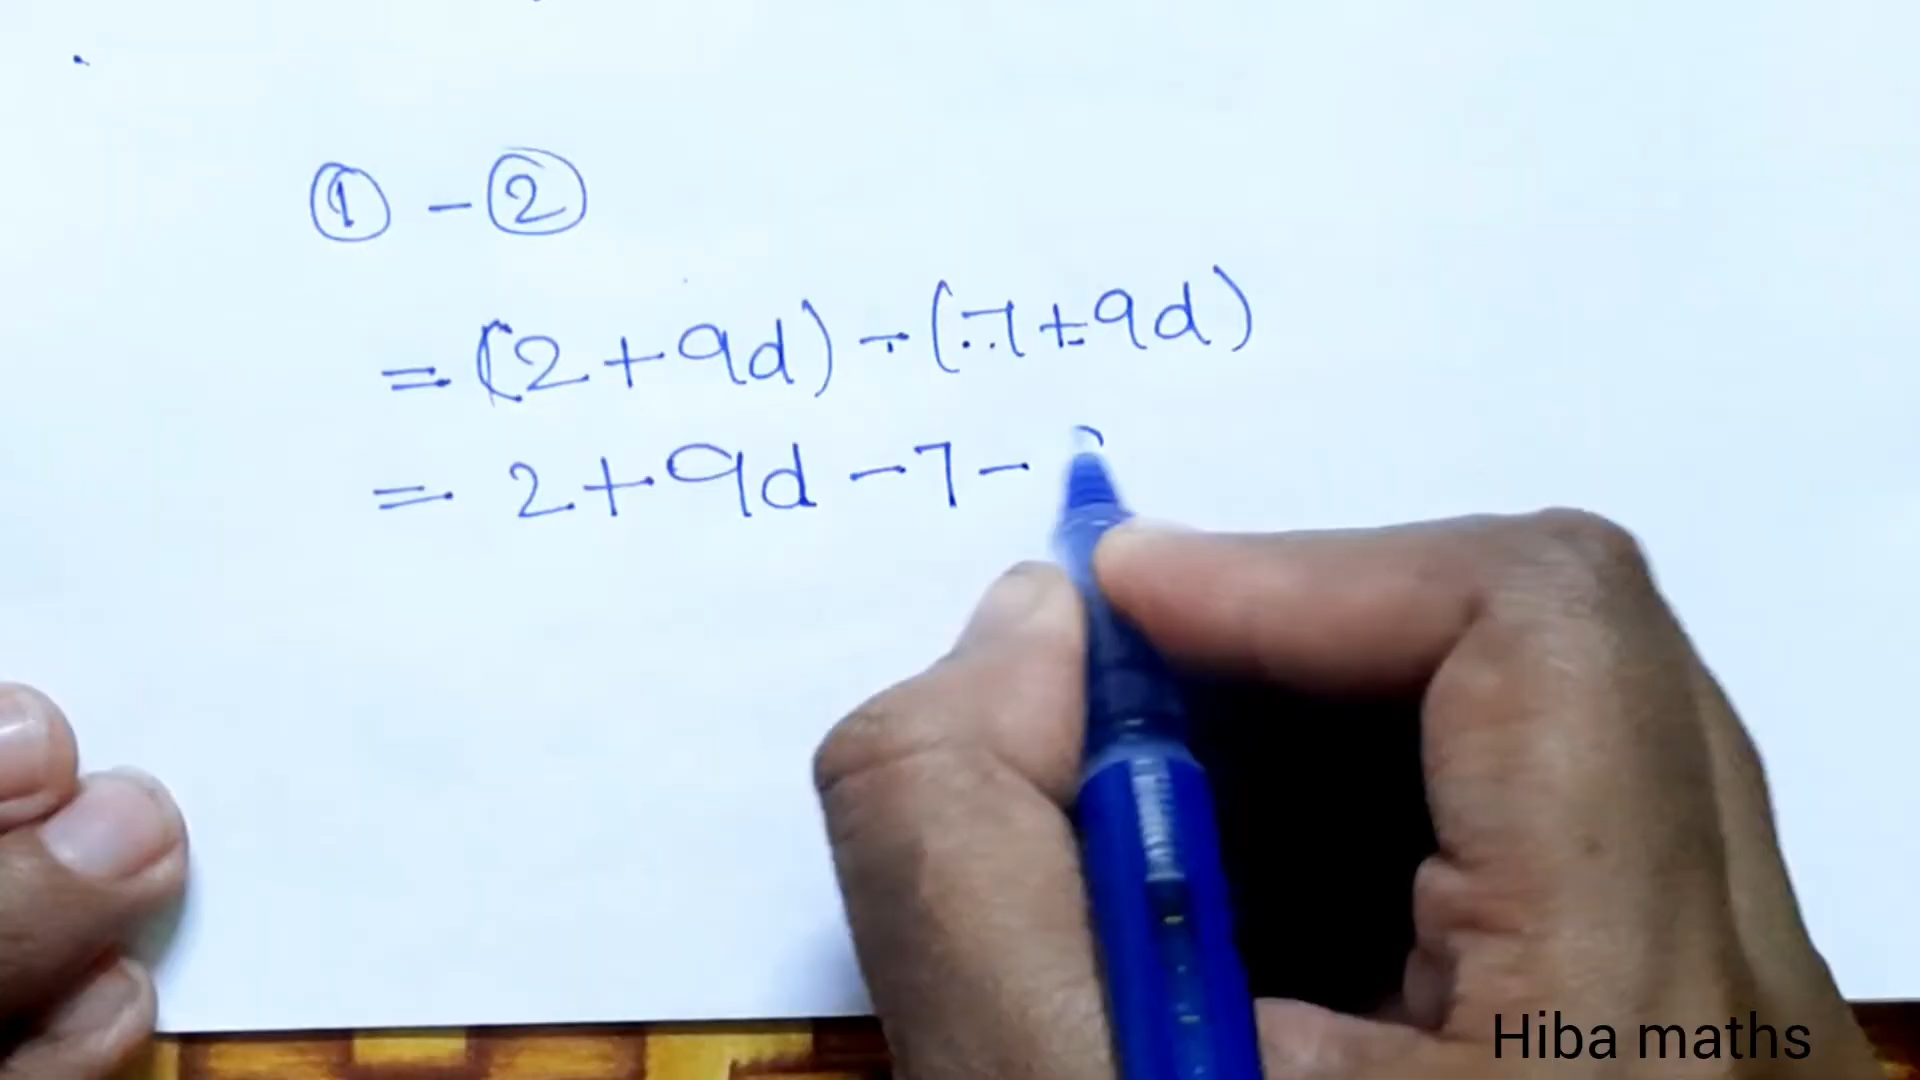 ① - ②
= (2 + 9d) - (7 + 9d)
= 2 + 9d - 7 -
Hiba maths